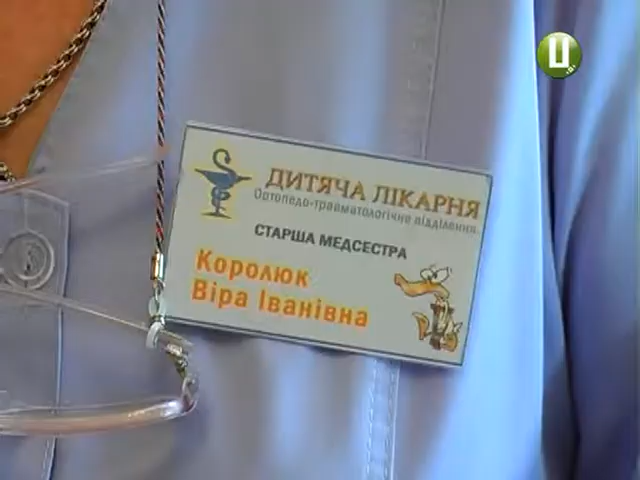 Ц
ДИТЯЧА ЛІКАРНЯ
Ортопедо-травматологічне відділення
СТАРША МЕДСЕСТРА
Королюк
Віра Іванівна